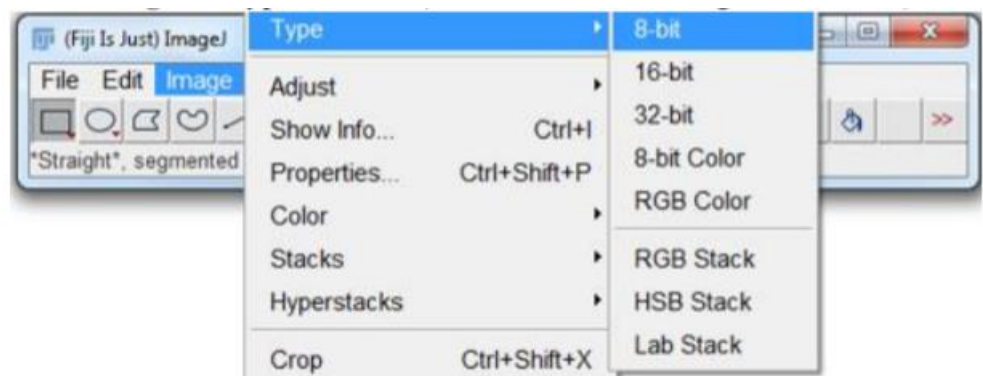 (Fiji Is Just) ImageJ
File Edit Image
*Straight*, segmented
Type
Adjust
Show Info... Ctrl+I
Properties... Ctrl+Shift+P
Color
Stacks
Hyperstacks
Crop Ctrl+Shift+X
8-bit
16-bit
32-bit
8-bit Color
RGB Color
RGB Stack
HSB Stack
Lab Stack
>>